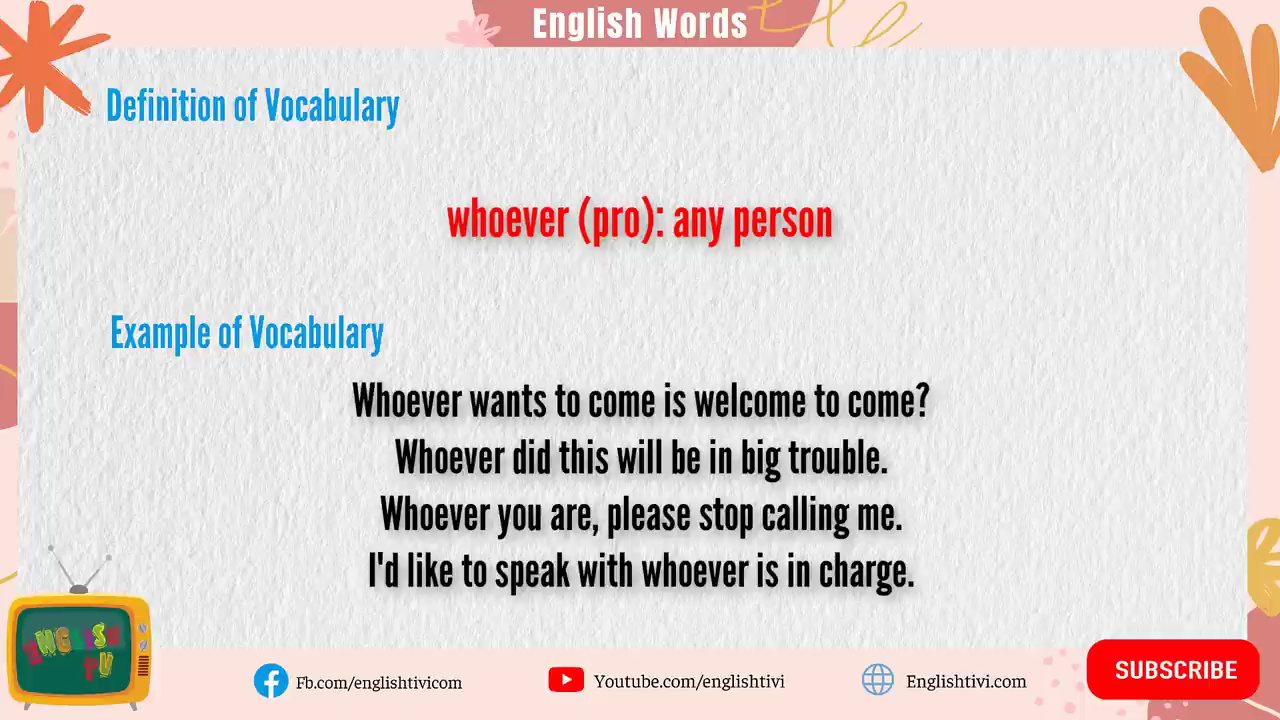 English Words
Definition of Vocabulary
whoever (pro): any person
Example of Vocabulary
Whoever wants to come is welcome to come?
Whoever did this will be in big trouble.
Whoever you are, please stop calling me.
I'd like to speak with whoever is in charge.
ENGLISH
TV
Fb.com/englishtivicom
Youtube.com/englishtivi
Englishtivi.com
SUBSCRIBE